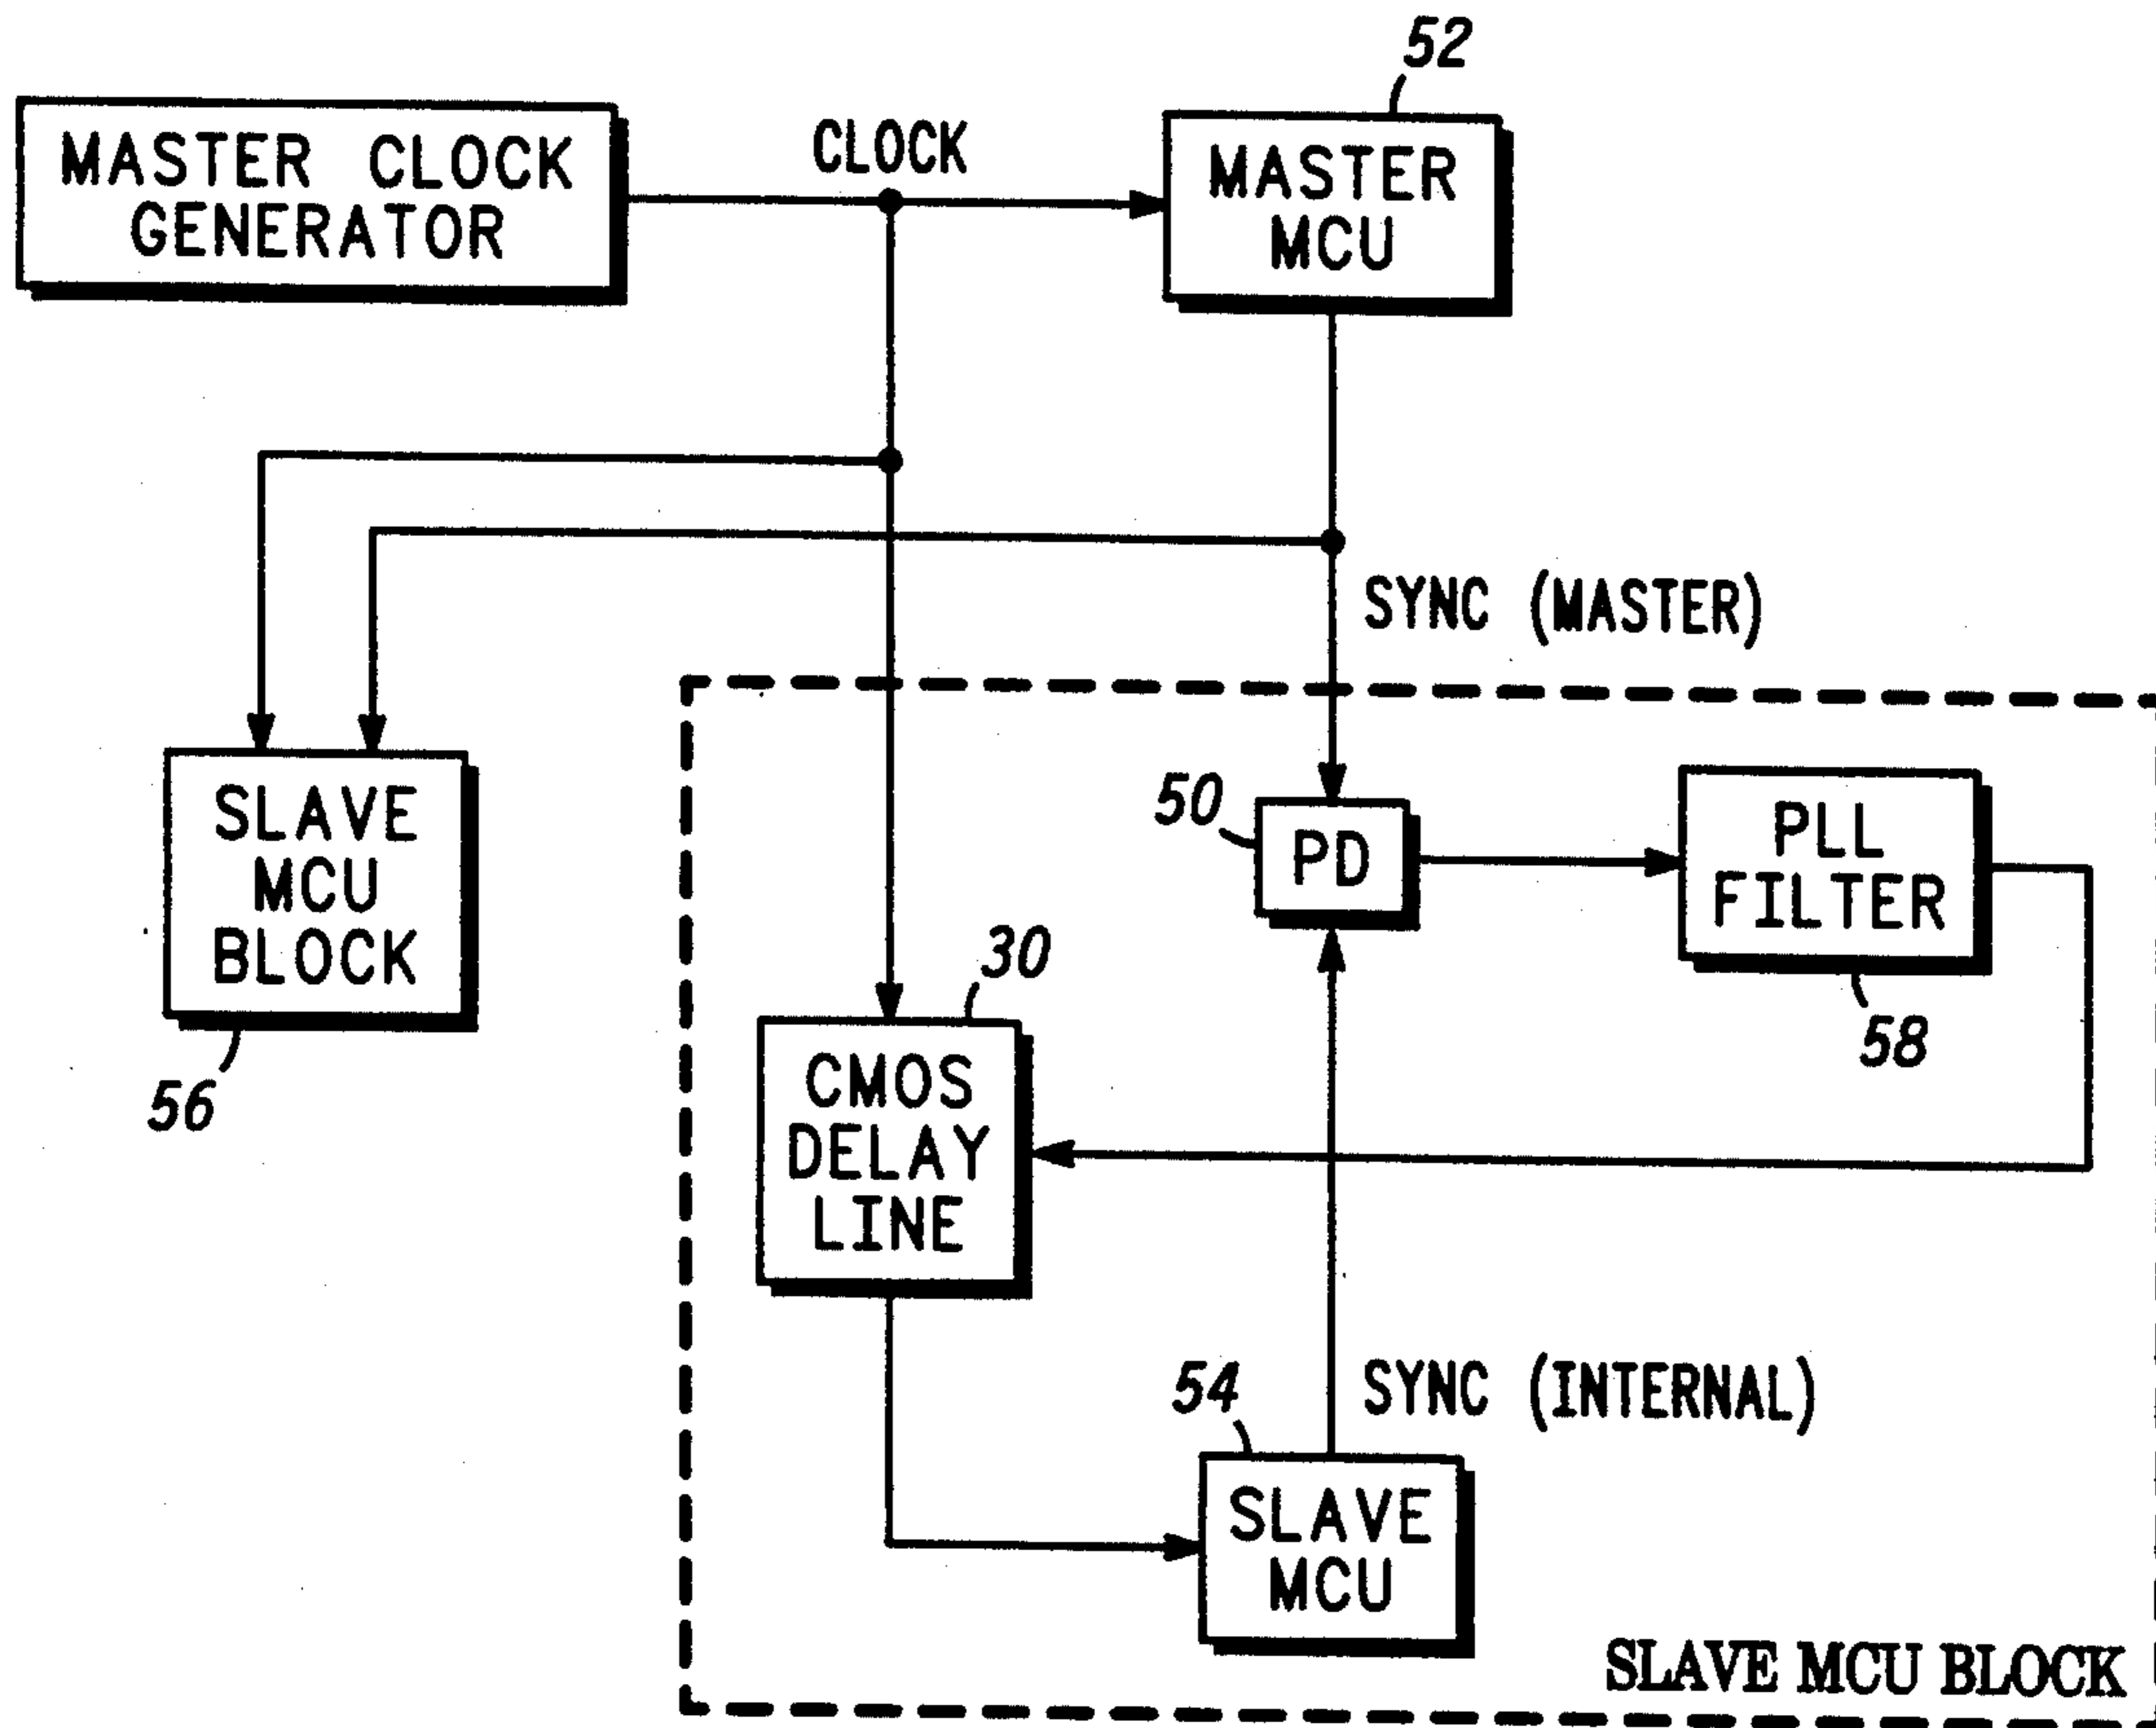 52
MASTER CLOCK
GENERATOR
CLOCK
MASTER
MCU
SYNC (MASTER)
SLAVE
MCU
BLOCK
56
50
PD
PLL
FILTER
58
30
CMOS
DELAY
LINE
54
SYNC (INTERNAL)
SLAVE
MCU
SLAVE MCU BLOCK